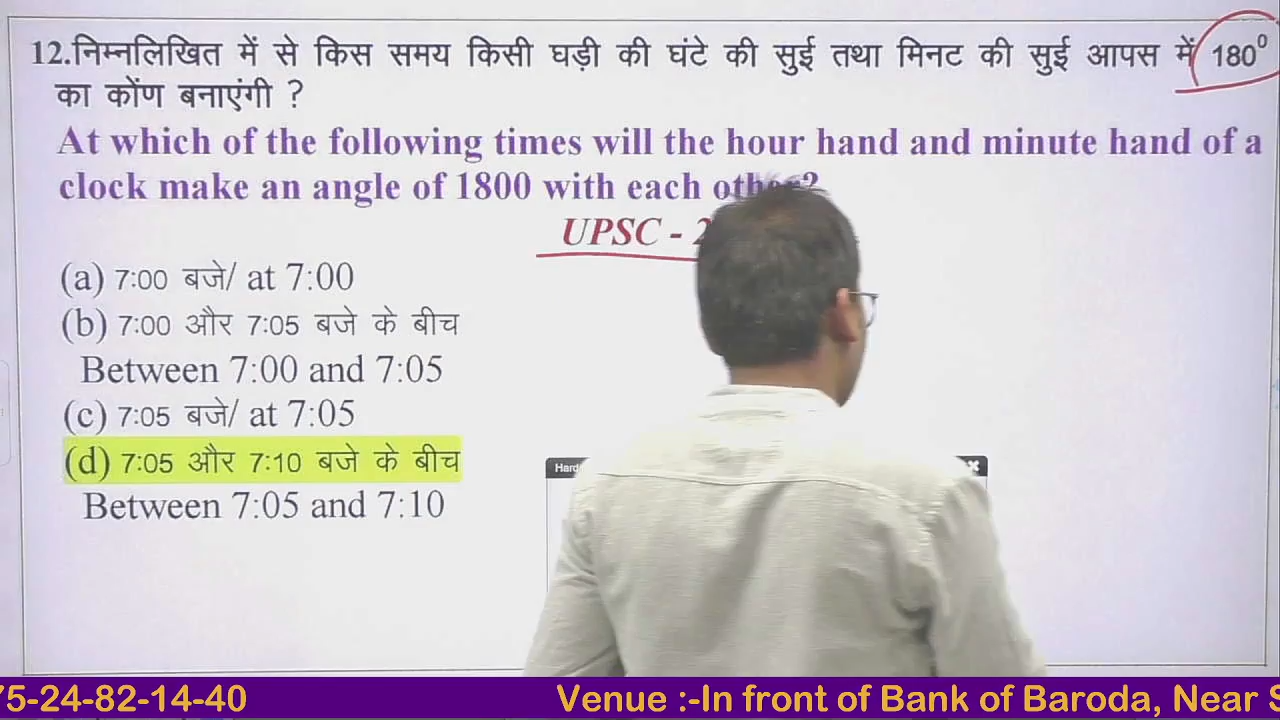 12.निम्नलिखित में से किस समय किसी घड़ी की घंटे की सुई तथा मिनट की सुई आपस में 180⁰
का कोंण बनाएंगी ?
At which of the following times will the hour hand and minute hand of a
clock make an angle of 1800 with each other?
UPSC - 2
(a) 7:00 बजे/ at 7:00
(b) 7:00 और 7:05 बजे के बीच
Between 7:00 and 7:05
(c) 7:05 बजे/ at 7:05
(d) 7:05 और 7:10 बजे के बीच
Between 7:05 and 7:10
Hard
75-24-82-14-40 Venue :-In front of Bank of Baroda, Near S